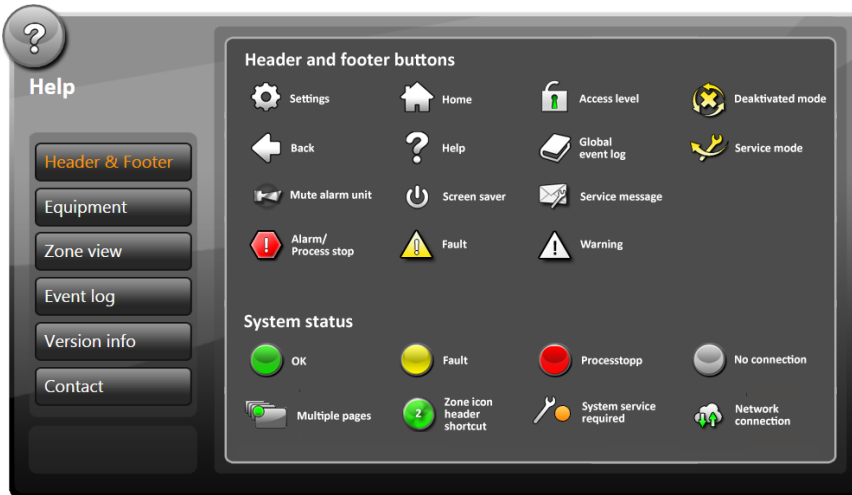 ?
Help
Header & Footer
Equipment
Zone view
Event log
Version info
Contact
Header and footer buttons
Settings
Home
Access level
Deaktivated mode
Back
? Help
Global
event log
Service mode
Mute alarm unit
Screen saver
Service message
! Alarm/
Process stop
! Fault
! Warning
System status
OK
Fault
Processtopp
No connection
Multiple pages
2
Zone icon
header
shortcut
System service
required
Network
connection